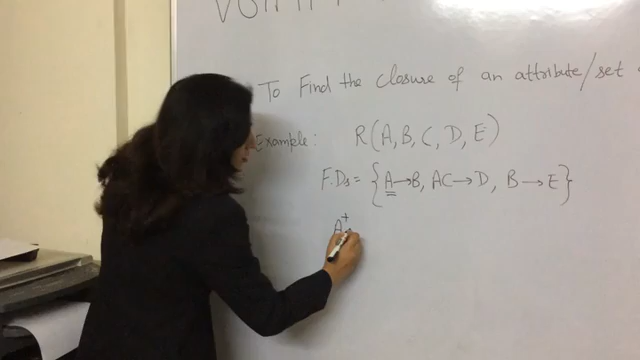 To Find the closure of an attribute/set
Example: R(A, B, C, D, E)
F.Ds = {A→B, AC→D, B→E}
A⁺